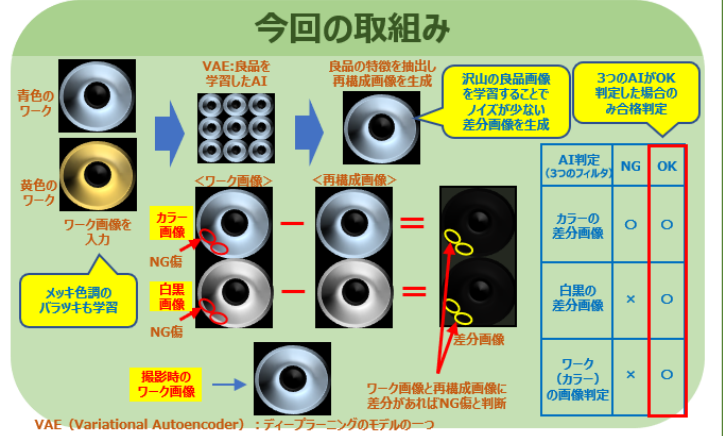 今回の取組み
青色の
ワーク
黄色の
ワーク
ワーク画像を
入力
メッキ色調の
バラツキも学習
VAE:良品を
学習したAI
良品の特徴を抽出し
再構成画像を生成
沢山の良品画像
を学習することで
ノイズが少ない
差分画像を生成
3つのAIがOK
判定した場合の
み合格判定
<ワーク画像>
<再構成画像>
カラー
画像
NG傷
白黒
画像
NG傷
－
＝
－
＝
差分画像
撮影時の
ワーク画像
ワーク画像と再構成画像に
差分があればNG傷と判断
AI判定
(3つのフィルタ)
NG
OK
カラーの
差分画像
○
○
白黒の
差分画像
×
○
ワーク
(カラー)
の画像判定
×
○
VAE（Variational Autoencoder）：ディープラーニングのモデルの一つ